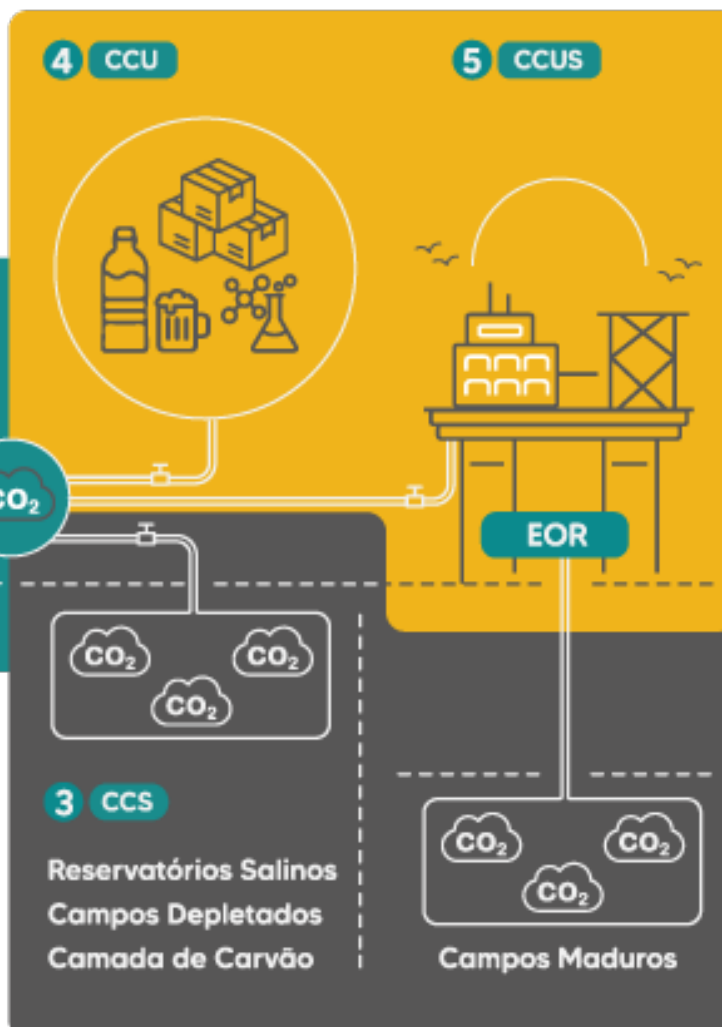 4 CCU
5 CCUS
CO₂
EOR
CO₂
CO₂
CO₂
3 CCS
Reservatórios Salinos
Campos Depletados
Camada de Carvão
CO₂
CO₂
CO₂
Campos Maduros